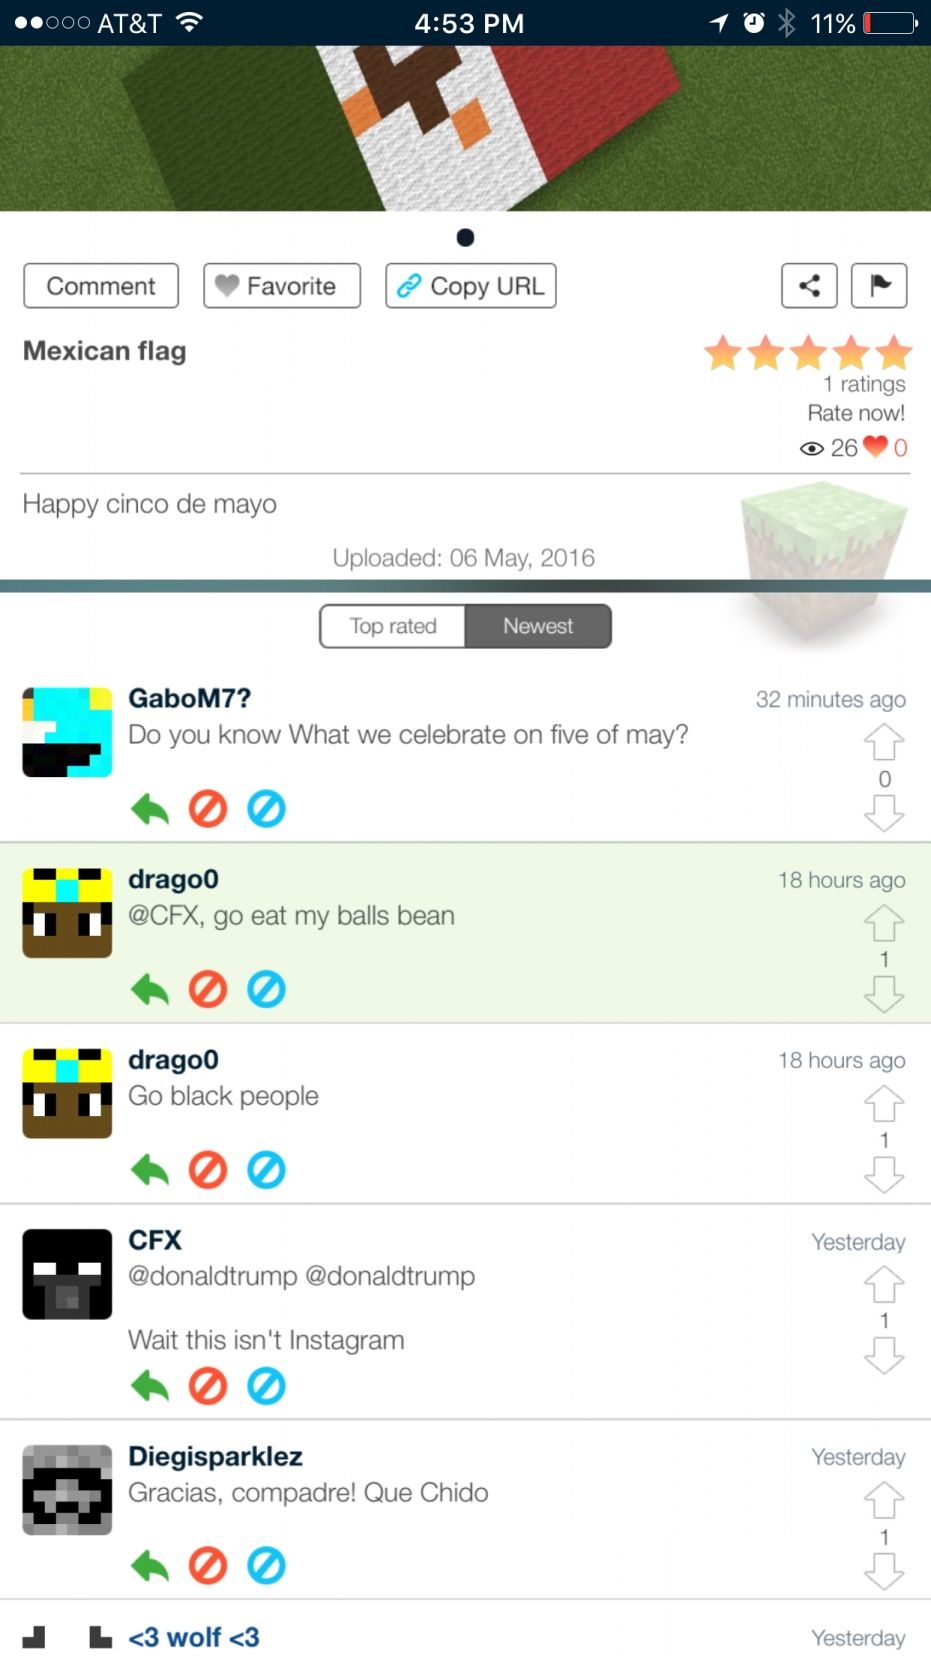 AT&T 4:53 PM 11%
Comment Favorite Copy URL
Mexican flag
1 ratings
Rate now!
26 0
Happy cinco de mayo
Uploaded: 06 May, 2016
Top rated Newest
GaboM7? 32 minutes ago
Do you know What we celebrate on five of may?
0
drago0 18 hours ago
@CFX, go eat my balls bean
1
drago0 18 hours ago
Go black people
1
CFX Yesterday
@donaldtrump @donaldtrump
1
Wait this isn't Instagram
Diegisparklez Yesterday
Gracias, compadre! Que Chido
1
<3 wolf <3 Yesterday